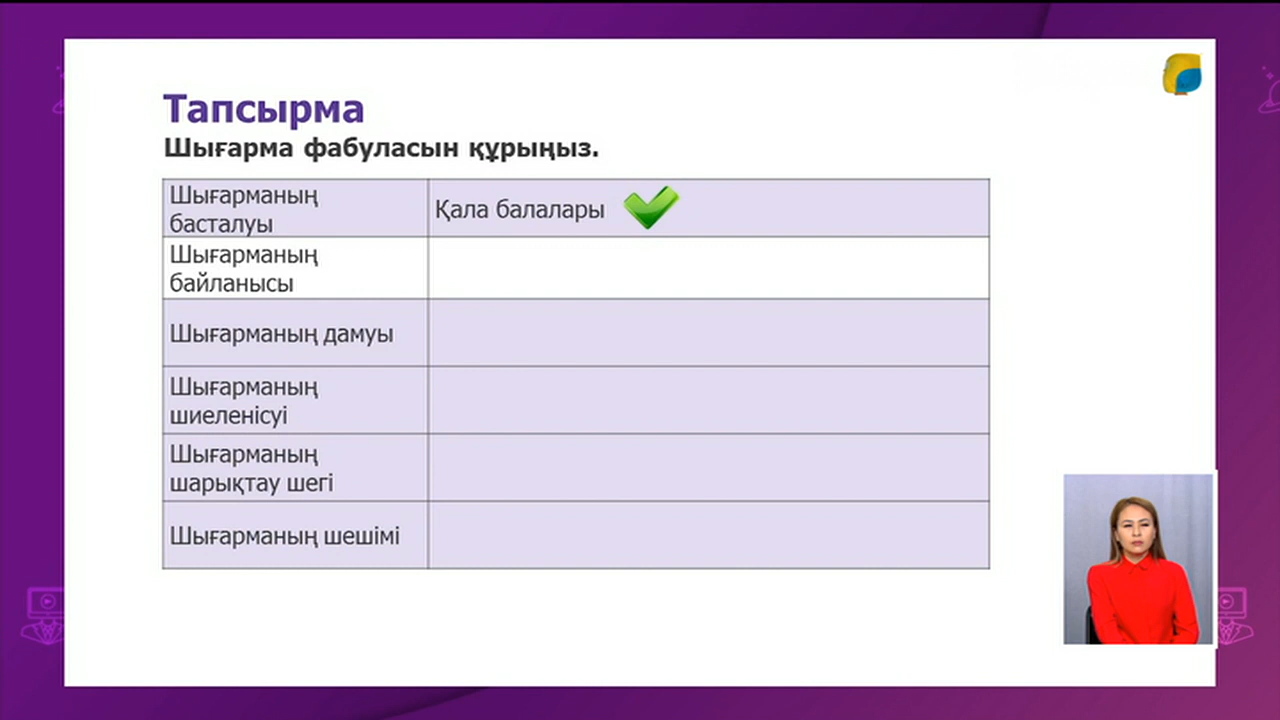 Тапсырма
Шығарма фабуласын құрыңыз.
Шығарманың
басталуы
Қала балалары
Шығарманың
байланысы
Шығарманың дамуы
Шығарманың
шиеленісуі
Шығарманың
шарықтау шегі
Шығарманың шешімі